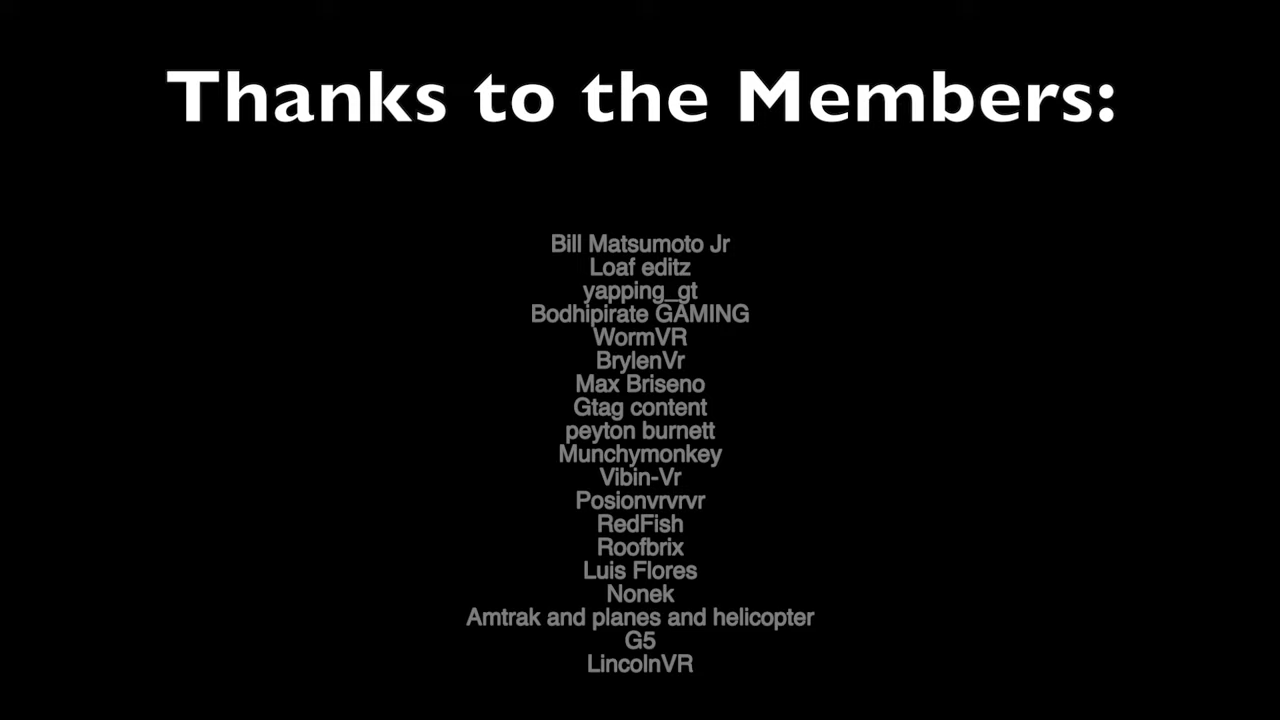 Thanks to the Members:
Bill Matsumoto Jr
Loaf editz
yapping_gt
Bodhipirate GAMING
WormVR
BrylenVr
Max Briseno
Gtag content
peyton burnett
Munchymonkey
Vibin-Vr
Posionvrvrvr
RedFish
Roofbrix
Luis Flores
Nonek
Amtrak and planes and helicopter
G5
LincolnVR